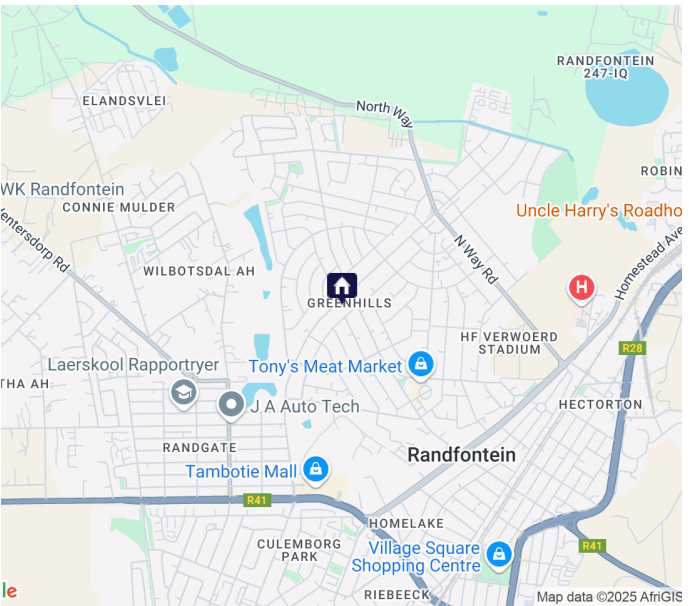 RANDFONTEIN
247-IQ
ELANDSVLEI
North Way
ROBIN
WK Randfontein
CONNIE MULDER
Uncle Harry's Roadho
Ventersdorp Rd
N Way Rd
Homestead Ave
WILBOTSDAL AH
H
GREENHILLS
HF VERWOERD
STADIUM
R28
Laerskool Rapportryer
Tony's Meat Market
THA AH
J A Auto Tech
HECTORTON
RANDGATE
Randfontein
Tambotie Mall
R41
HOMELAKE
CULEMBORG
PARK
Village Square
Shopping Centre
R41
RIEBEECK
le
Map data ©2025 AfriGIS